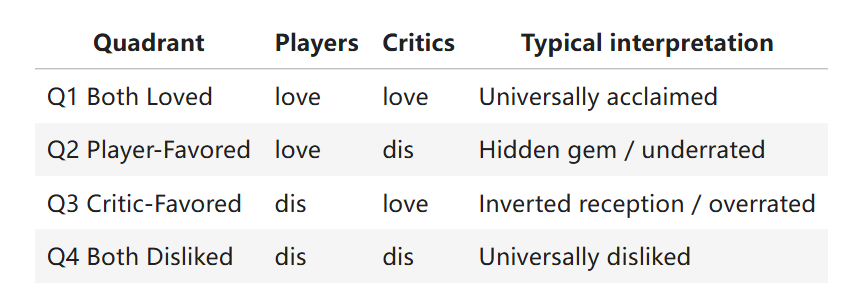 Quadrant Players Critics Typical interpretation
Q1 Both Loved love love Universally acclaimed
Q2 Player-Favored love dis Hidden gem / underrated
Q3 Critic-Favored dis love Inverted reception / overrated
Q4 Both Disliked dis dis Universally disliked